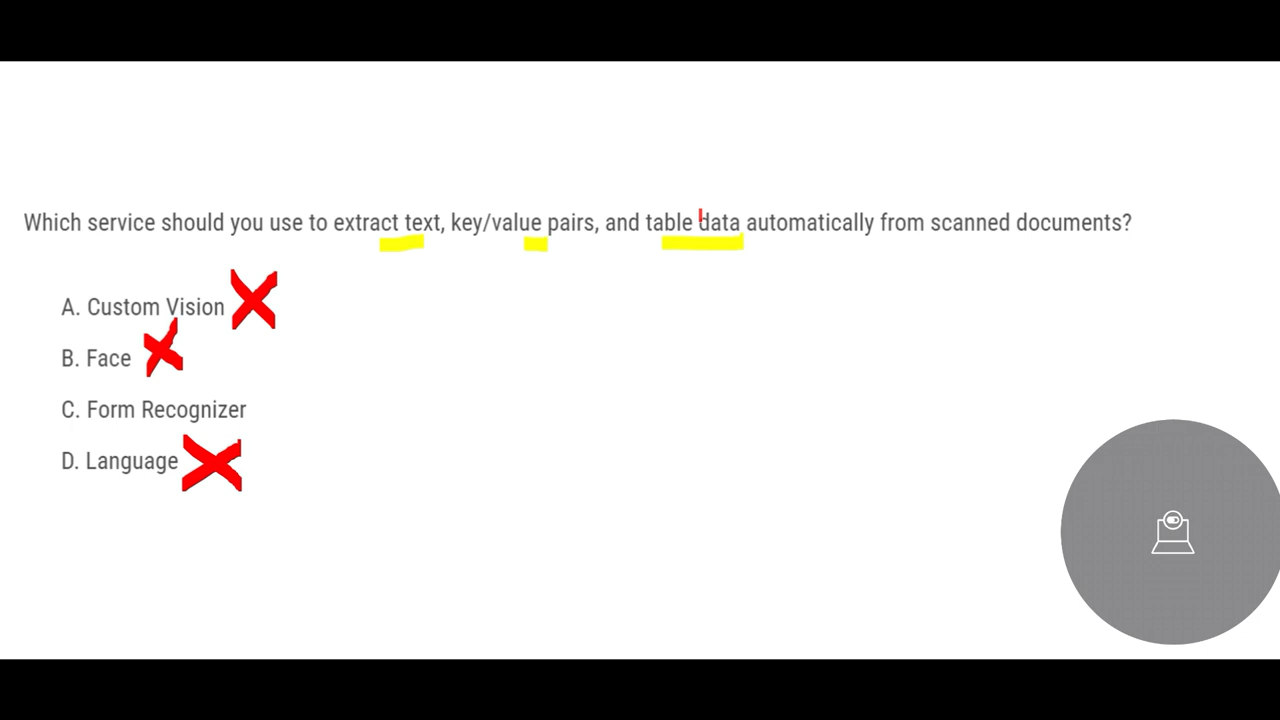 Which service should you use to extract text, key/value pairs, and table data automatically from scanned documents?
A. Custom Vision
B. Face
C. Form Recognizer
D. Language